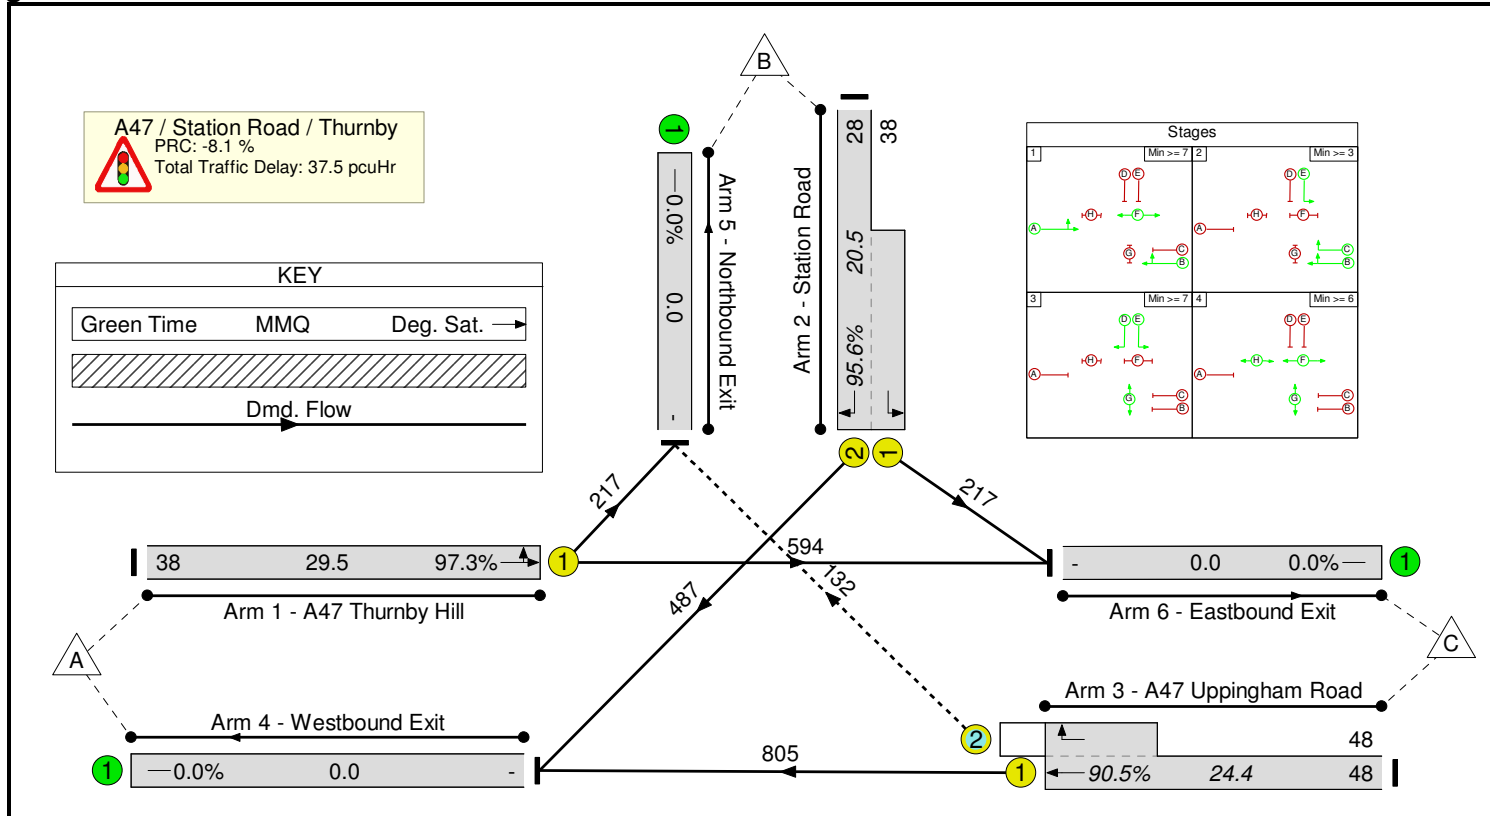 A47 / Station Road / Thurnby
PRC: -8.1 %
Total Traffic Delay: 37.5 pcuHr
KEY
Green Time MMQ Deg. Sat.
Dmd. Flow
B
1
0.0%
0.0
-
Arm 5 - Northbound Exit
Arm 2 - Station Road
28
38
20.5
95.6%
2
1
Stages
1
Min >= 7
D
E
H
F
A
C
G
B
2
Min >= 3
D
E
H
F
A
C
G
B
3
Min >= 7
D
E
H
F
A
C
G
B
4
Min >= 6
D
E
H
F
A
C
G
B
217
217
594
132
487
805
38 29.5 97.3%
1
Arm 1 - A47 Thurnby Hill
A
- 0.0 0.0%
1
Arm 6 - Eastbound Exit
C
Arm 4 - Westbound Exit
1
0.0% 0.0 -
Arm 3 - A47 Uppingham Road
2
48
1
90.5% 24.4 48